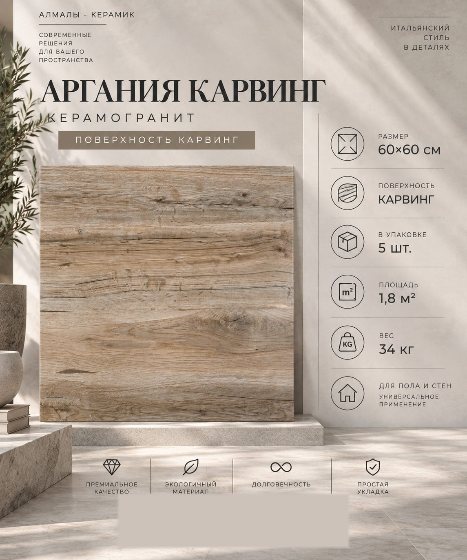 АЛМАЛЫ - КЕРАМИК
СОВРЕМЕННЫЕ
РЕШЕНИЯ
ДЛЯ ВАШЕГО
ПРОСТРАНСТВА
ИТАЛЬЯНСКИЙ
СТИЛЬ
В ДЕТАЛЯХ
АРГАНИЯ КАРВИНГ
КЕРАМОГРАНИТ
ПОВЕРХНОСТЬ КАРВИНГ
РАЗМЕР
60×60 см
ПОВЕРХНОСТЬ
КАРВИНГ
В УПАКОВКЕ
5 шт.
m²
ПЛОЩАДЬ
1,8 м²
KG
ВЕС
34 кг
ДЛЯ ПОЛА И СТЕН
УНИВЕРСАЛЬНОЕ
ПРИМЕНЕНИЕ
ПРЕМИАЛЬНОЕ
КАЧЕСТВО
ЭКОЛОГИЧНЫЙ
МАТЕРИАЛ
ДОЛГОВЕЧНОСТЬ
ПРОСТАЯ
УКЛАДКА